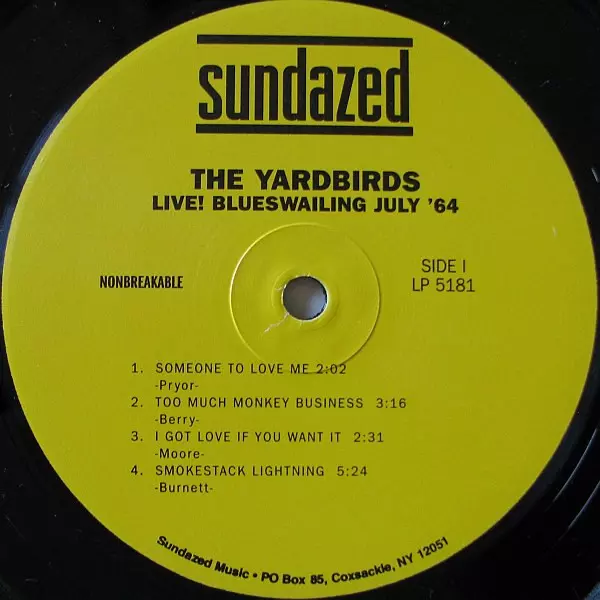 sundazed
THE YARDBIRDS
LIVE! BLUESWAILING JULY '64
NONBREAKABLE
SIDE I
LP 5181
1. SOMEONE TO LOVE ME 2:02
-Pryor-
2. TOO MUCH MONKEY BUSINESS 3:16
-Berry-
3. I GOT LOVE IF YOU WANT IT 2:31
-Moore-
4. SMOKESTACK LIGHTNING 5:24
-Burnett-
Sundazed Music • PO Box 85, Coxsackie, NY 12051